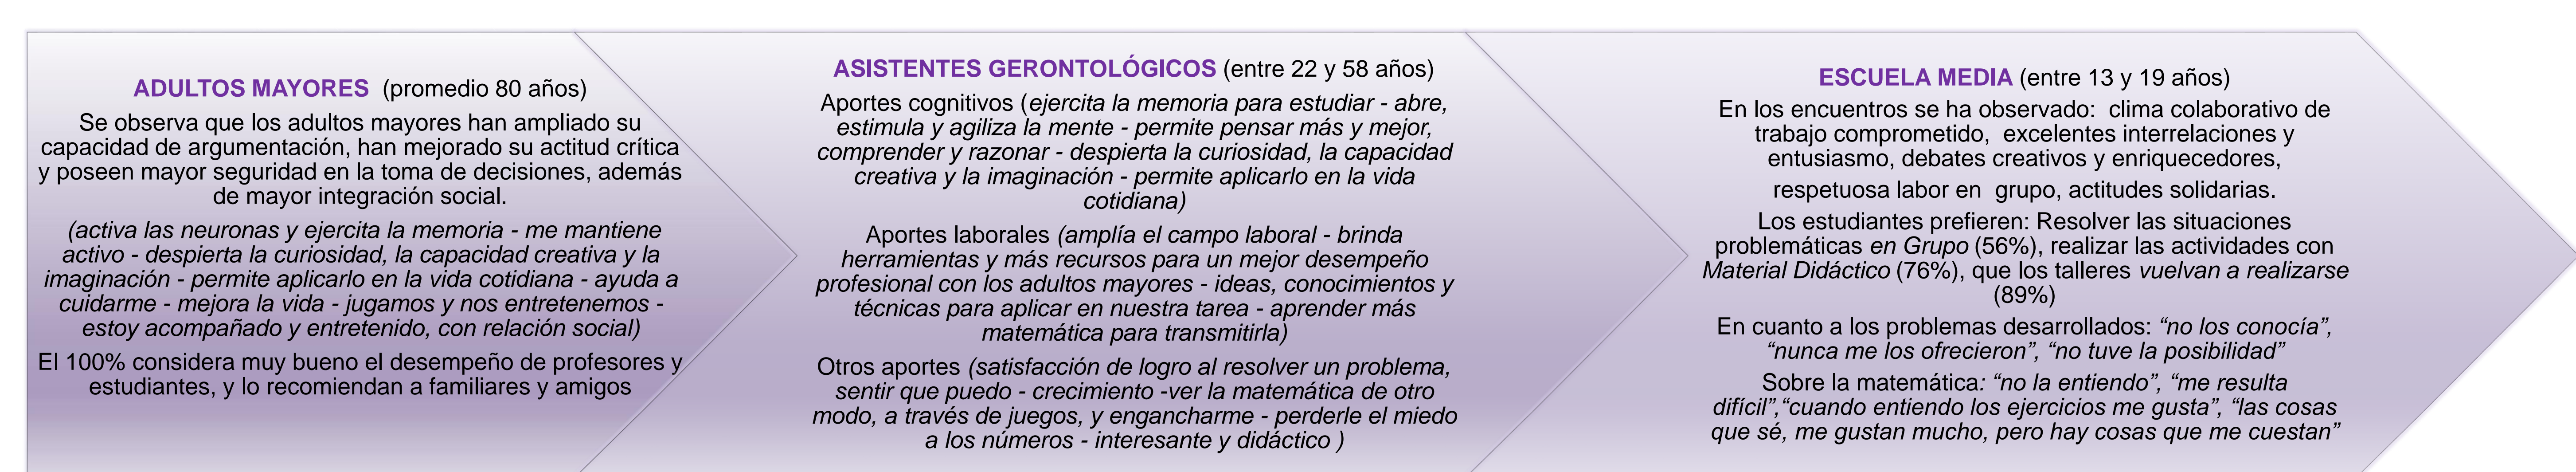 ADULTOS MAYORES (promedio 80 años)
Se observa que los adultos mayores han ampliado su
capacidad de argumentación, han mejorado su actitud crítica
y poseen mayor seguridad en la toma de decisiones, además
de mayor integración social.
(activa las neuronas y ejercita la memoria - me mantiene
activo - despierta la curiosidad, la capacidad creativa y la
imaginación - permite aplicarlo en la vida cotidiana - ayuda a
cuidarme - mejora la vida - jugamos y nos entretenemos -
estoy acompañado y entretenido, con relación social)
El 100% considera muy bueno el desempeño de profesores y
estudiantes, y lo recomiendan a familiares y amigos
ASISTENTES GERONTOLÓGICOS (entre 22 y 58 años)
Aportes cognitivos (ejercita la memoria para estudiar - abre,
estimula y agiliza la mente - permite pensar más y mejor,
comprender y razonar - despierta la curiosidad, la capacidad
creativa y la imaginación - permite aplicarlo en la vida
cotidiana)
Aportes laborales (amplía el campo laboral - brinda
herramientas y más recursos para un mejor desempeño
profesional con los adultos mayores - ideas, conocimientos y
técnicas para aplicar en nuestra tarea - aprender más
matemática para transmitirla)
Otros aportes (satisfacción de logro al resolver un problema,
sentir que puedo - crecimiento -ver la matemática de otro
modo, a través de juegos, y engancharme - perderle el miedo
a los números - interesante y didáctico )
ESCUELA MEDIA (entre 13 y 19 años)
En los encuentros se ha observado: clima colaborativo de
trabajo comprometido, excelentes interrelaciones y
entusiasmo, debates creativos y enriquecedores,
respetuosa labor en grupo, actitudes solidarias.
Los estudiantes prefieren: Resolver las situaciones
problemáticas en Grupo (56%), realizar las actividades con
Material Didáctico (76%), que los talleres vuelvan a realizarse
(89%)
En cuanto a los problemas desarrollados: “no los conocía”,
“nunca me los ofrecieron”, “no tuve la posibilidad”
Sobre la matemática: “no la entiendo”, “me resulta
difícil”,“cuando entiendo los ejercicios me gusta”, “las cosas
que sé, me gustan mucho, pero hay cosas que me cuestan”